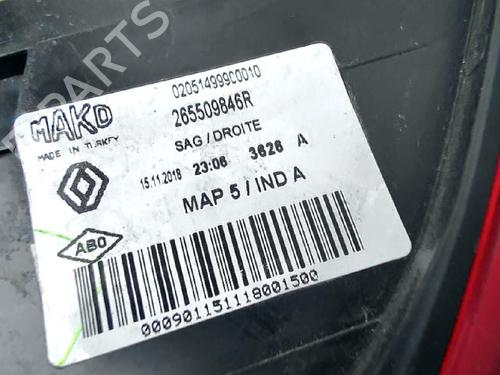 02051499900010
MAKO
265509846R
MADE IN TURKEY
SAG / DROITE
15.11.2018 23:06 3626 A
MAP 5 / IND A
ABO
000901151118001500
PARTS